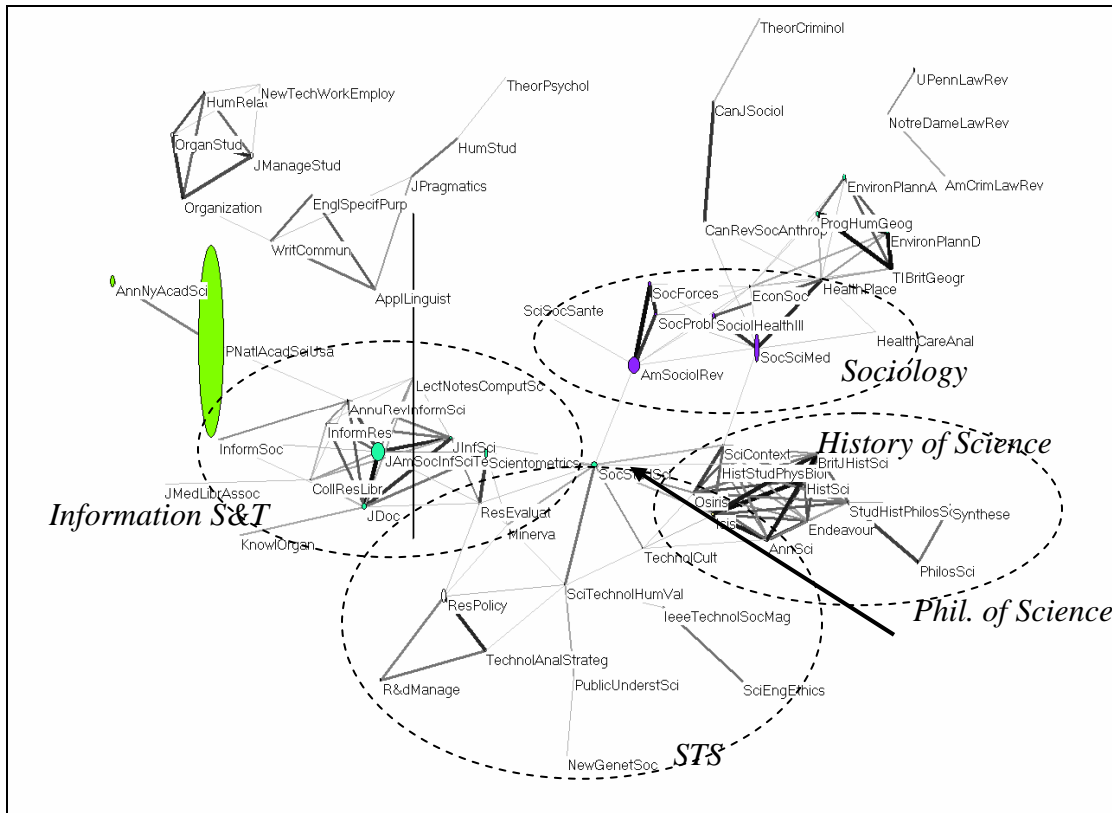 TheorCriminol
UPennLawRev
TheorPsychol
NewTechWorkEmploy
HumRelat
CanJSociol
NotreDameLawRev
OrganStud
HumStud
JManageStud
JPragmatics
EnvironPlannA
AmCrimLawRev
EnglSpecifPurp
Organization
ProgHumGeog
CanRevSocAnthrop
EnvironPlannD
WritCommun
TIBritGeogr
AnnNyAcadSci
ApplLinguist
SocForces
EconSoc
HealthPlace
SciSocSante
SocProbl
SociolHealthIll
HealthCareAnal
PNatlAcadSciUsa
SocSciMed
AmSociolRev
Sociology
LectNotesComputSc
AnnuRevInformSci
InformRes
InformSoc
JInfSci
History of Science
SciContext
BritJHistSci
JAmSocInfSciTe
Scientometrics
SocStudSci
HistStudPhysBiol
CollResLibr
HistSci
JMedLibrAssoc
Osiris
Information S&T
JDoc
ResEvaluat
StudHistPhilosSc
Synthese
Isis
Endeavour
Minerva
KnowlOrgan
AnnSci
TechnolCult
PhilosSci
ResPolicy
SciTechnolHumVal
Phil. of Science
IeeeTechnolSocMag
TechnolAnalStrateg
R&dManage
PublicUnderstSci
SciEngEthics
STS
NewGenetSoc